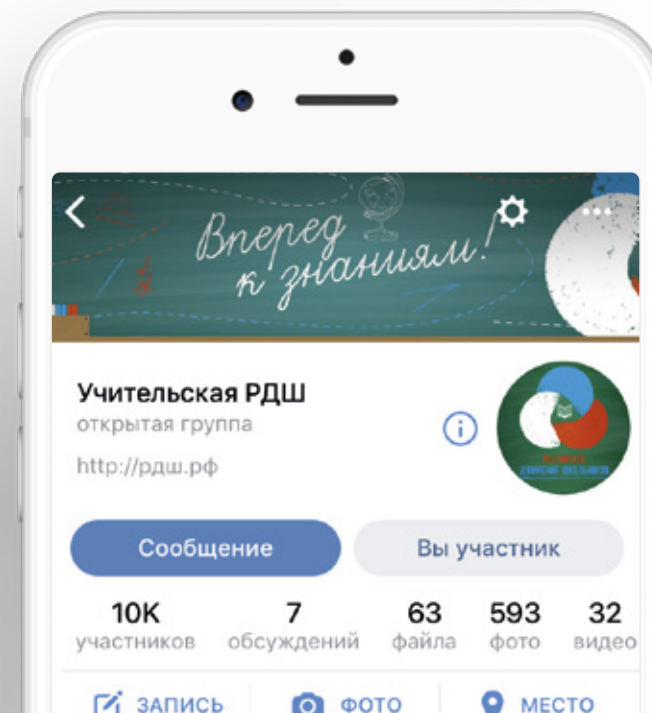 Вперед
к знаниям!
Учительская РДШ
открытая группа
http://рдш.рф
Сообщение
Вы участник
10K 7 63 593 32
участников обсуждений файла фото видео
ЗАПИСЬ ФОТО МЕСТО